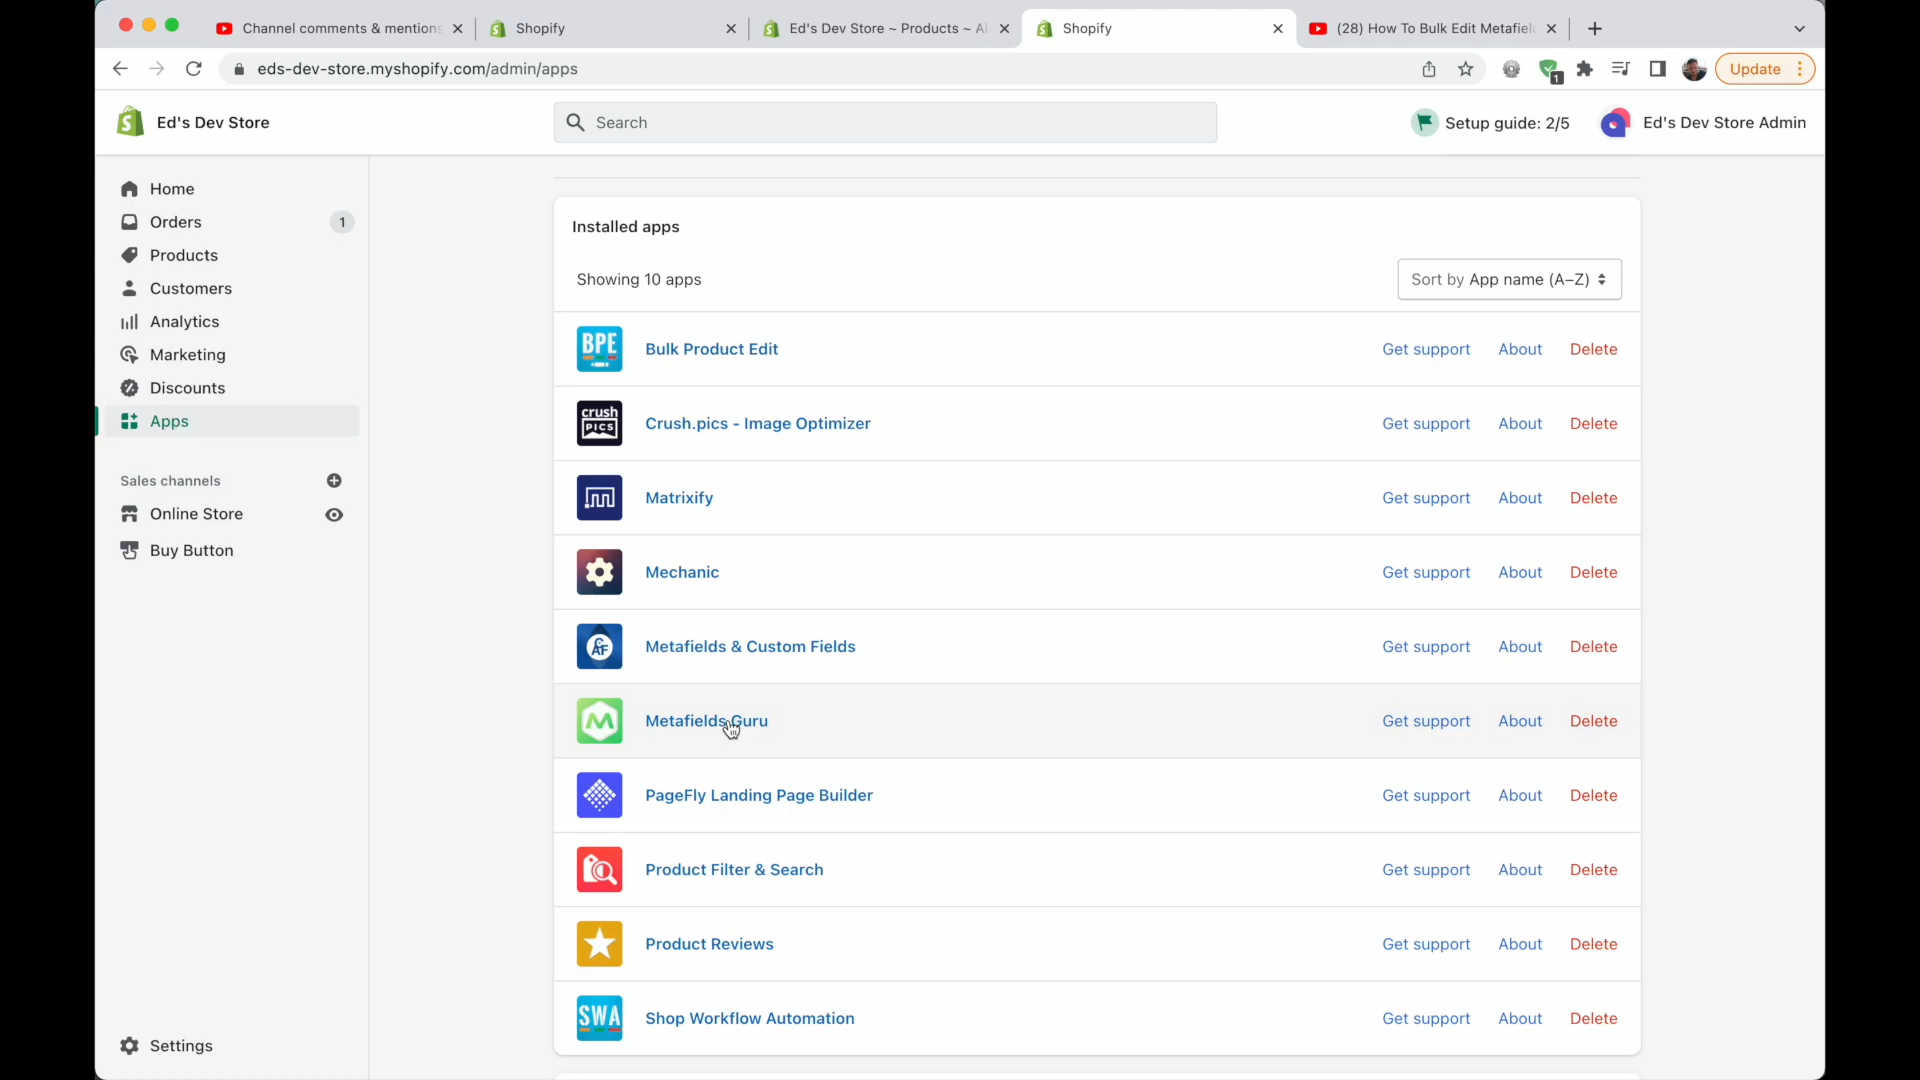 Channel comments & mentions
Shopify
Ed's Dev Store ~ Products ~ Al
Shopify
(28) How To Bulk Edit Metafiel
eds-dev-store.myshopify.com/admin/apps
1
Update
Ed's Dev Store
Search
Setup guide: 2/5
Ed's Dev Store Admin
Home
Orders
1
Products
Customers
Analytics
Marketing
Discounts
Apps
Sales channels
Online Store
Buy Button
Settings
Installed apps
Showing 10 apps
Sort by App name (A–Z)
BPE
Bulk Product Edit
Get support About Delete
crush
PICS
Crush.pics - Image Optimizer
Get support About Delete
Matrixify
Get support About Delete
Mechanic
Get support About Delete
ACF
Metafields & Custom Fields
Get support About Delete
M
Metafields Guru
Get support About Delete
PageFly Landing Page Builder
Get support About Delete
Product Filter & Search
Get support About Delete
Product Reviews
Get support About Delete
SWA
Shop Workflow Automation
Get support About Delete